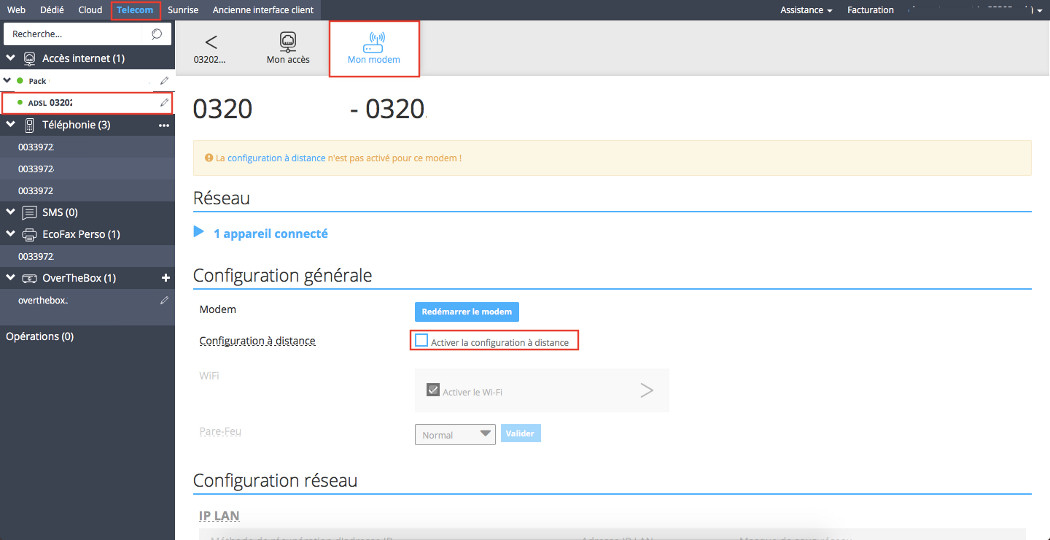 Web Dédié Cloud Telecom Sunrise Ancienne interface client Assistance Facturation
Recherche...
Accès internet (1)
Pack
ADSL 03202
Téléphonie (3)
0033972
0033972
0033972
SMS (0)
EcoFax Perso (1)
0033972
OverTheBox (1)
overthebox.
Opérations (0)
03202...
Mon accès
Mon modem
0320 - 0320
La configuration à distance n'est pas activé pour ce modem !
Réseau
1 appareil connecté
Configuration générale
Modem
Redémarrer le modem
Configuration à distance
Activer la configuration à distance
WiFi
Activer le Wi-Fi
Pare-Feu
Normal
Valider
Configuration réseau
IP LAN